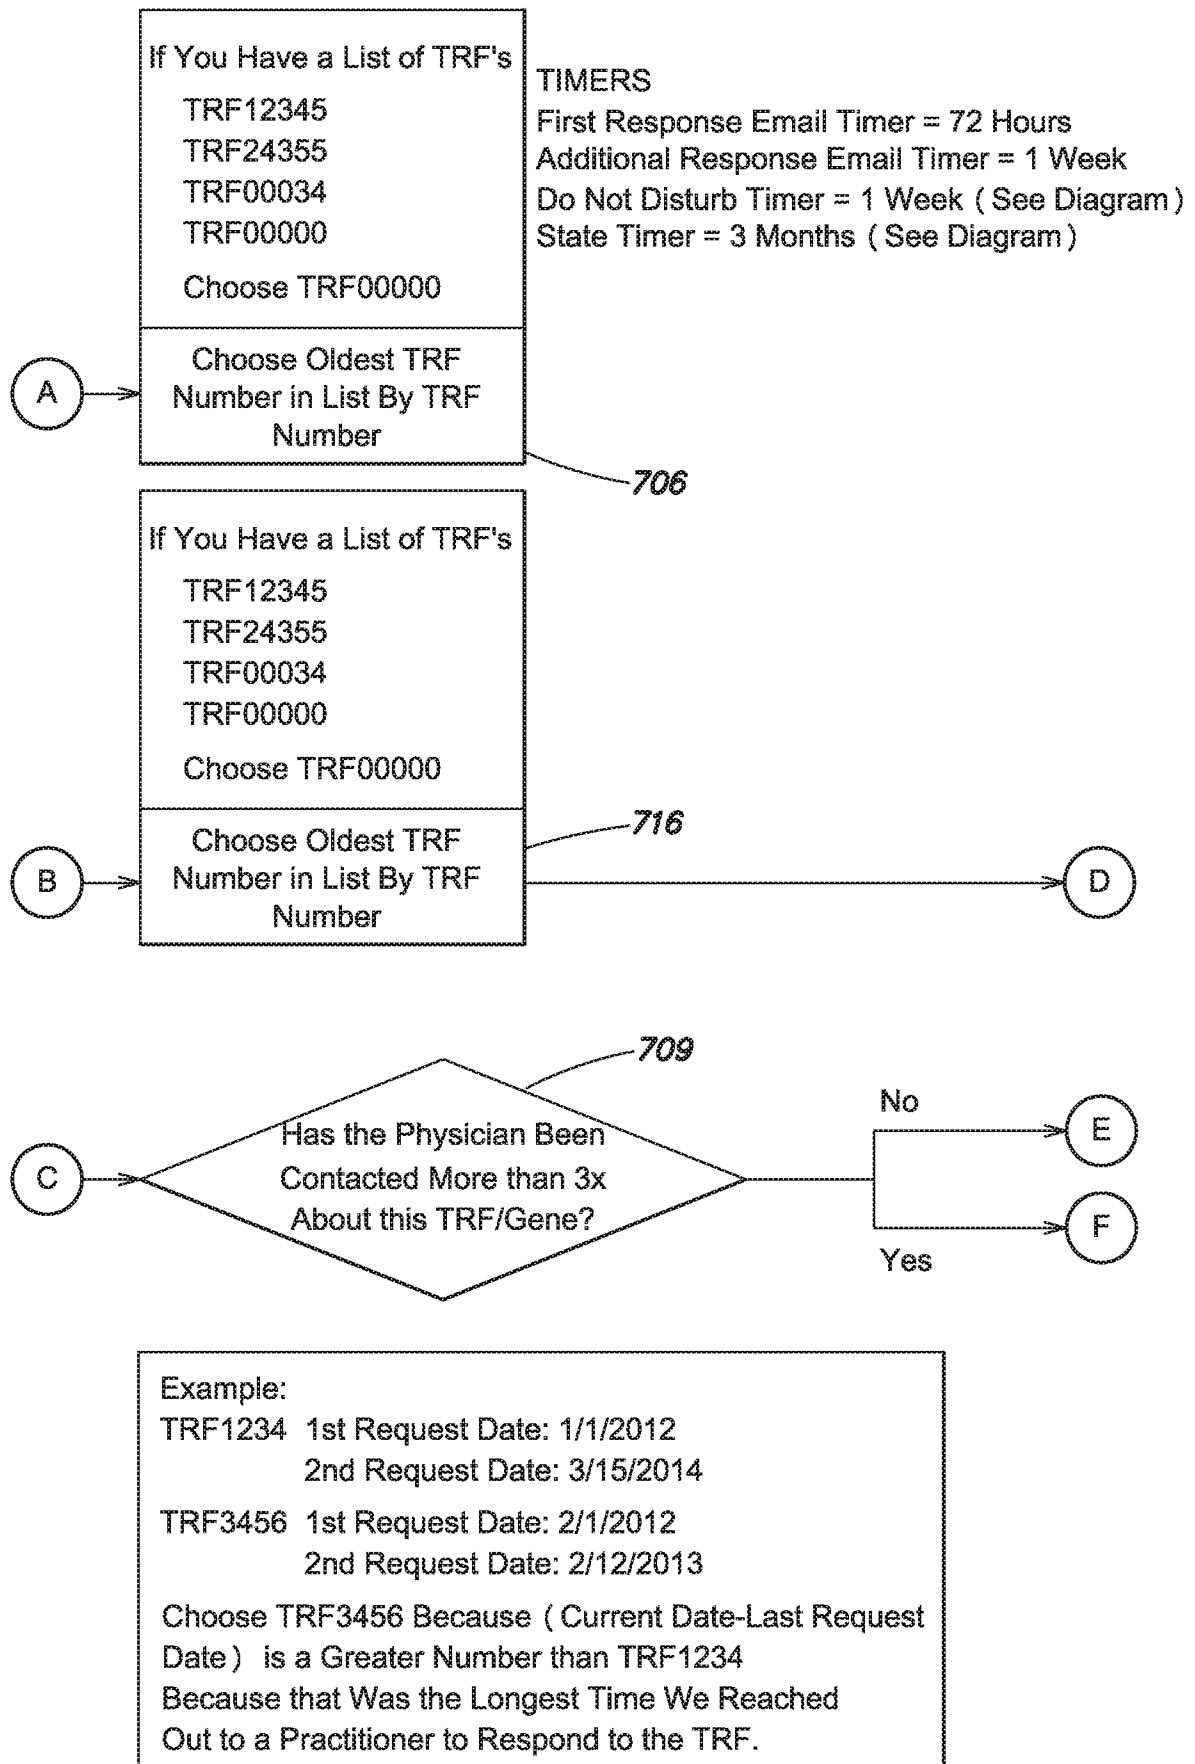 If You Have a List of TRF's
TRF12345
TRF24355
TRF00034
TRF00000
Choose TRF00000
TIMERS
First Response Email Timer = 72 Hours
Additional Response Email Timer = 1 Week
Do Not Disturb Timer = 1 Week ( See Diagram )
State Timer = 3 Months ( See Diagram )
A
Choose Oldest TRF
Number in List By TRF
Number
706
If You Have a List of TRF's
TRF12345
TRF24355
TRF00034
TRF00000
Choose TRF00000
716
B
Choose Oldest TRF
Number in List By TRF
Number
D
709
C
Has the Physician Been
Contacted More than 3x
About this TRF/Gene?
No
E
F
Yes
Example:
TRF1234 1st Request Date: 1/1/2012
2nd Request Date: 3/15/2014
TRF3456 1st Request Date: 2/1/2012
2nd Request Date: 2/12/2013
Choose TRF3456 Because ( Current Date-Last Request
Date ) is a Greater Number than TRF1234
Because that Was the Longest Time We Reached
Out to a Practitioner to Respond to the TRF.